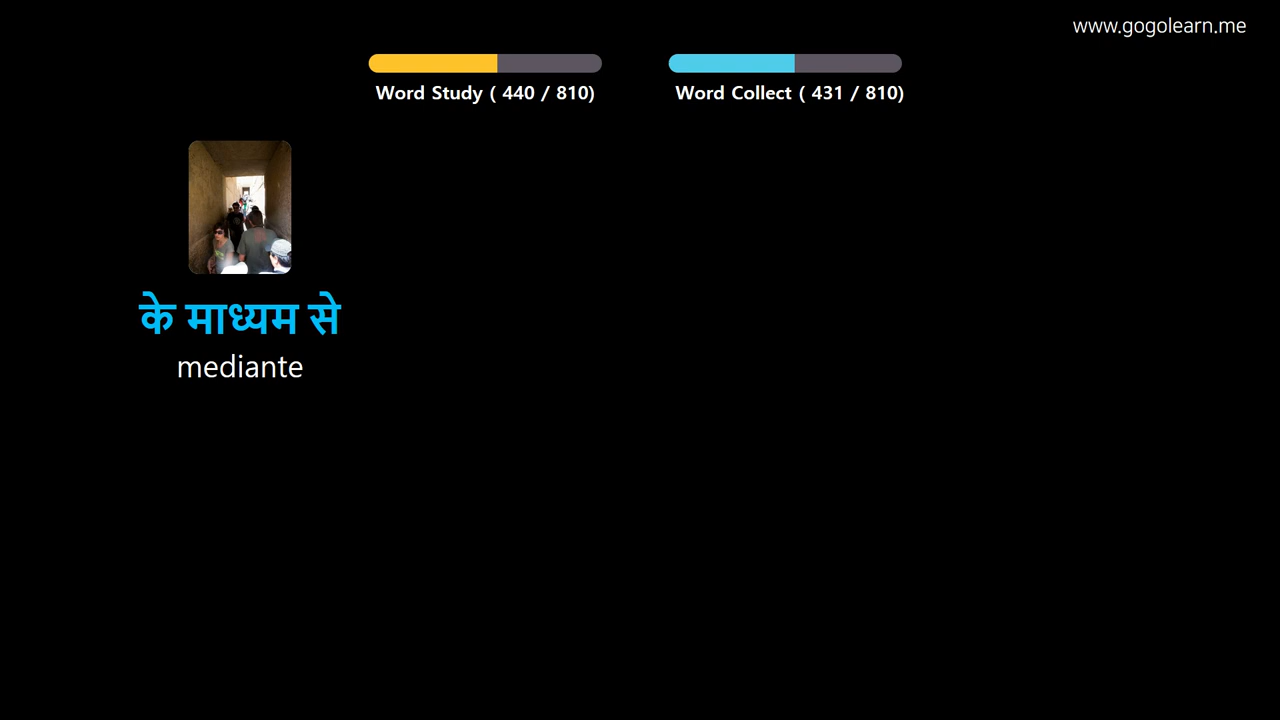 www.gogolearn.me
Word Study ( 440 / 810)
Word Collect ( 431 / 810)
के माध्यम से
mediante